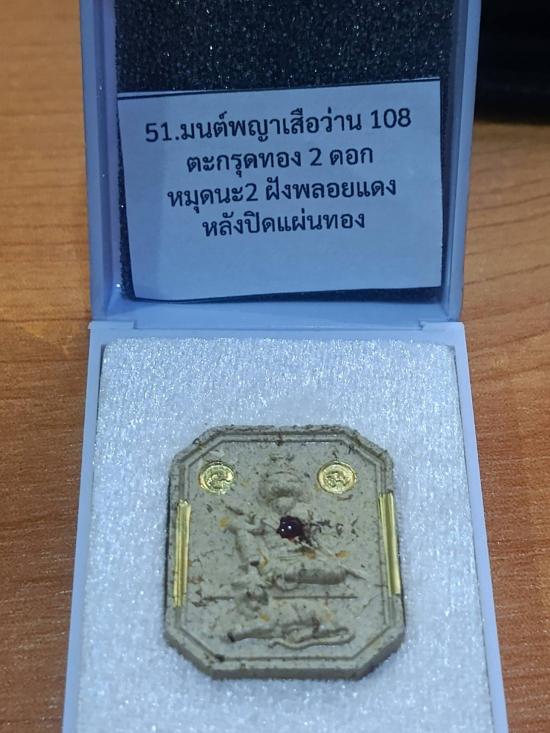 51.มนต์พญาเสือว่าน 108
ตะกรุดทอง 2 ดอก
หมุดนะ2 ฝังพลอยแดง
หลังปิดแผ่นทอง